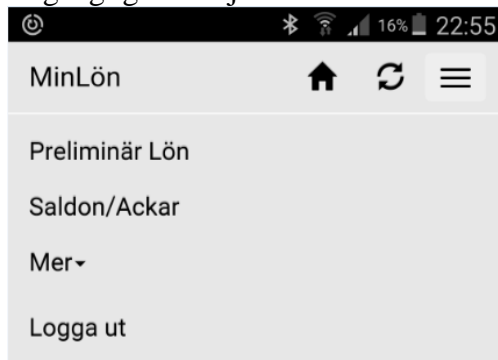 16% 22:55
MinLön
Preliminär Lön
Saldon/Ackar
Mer
Logga ut